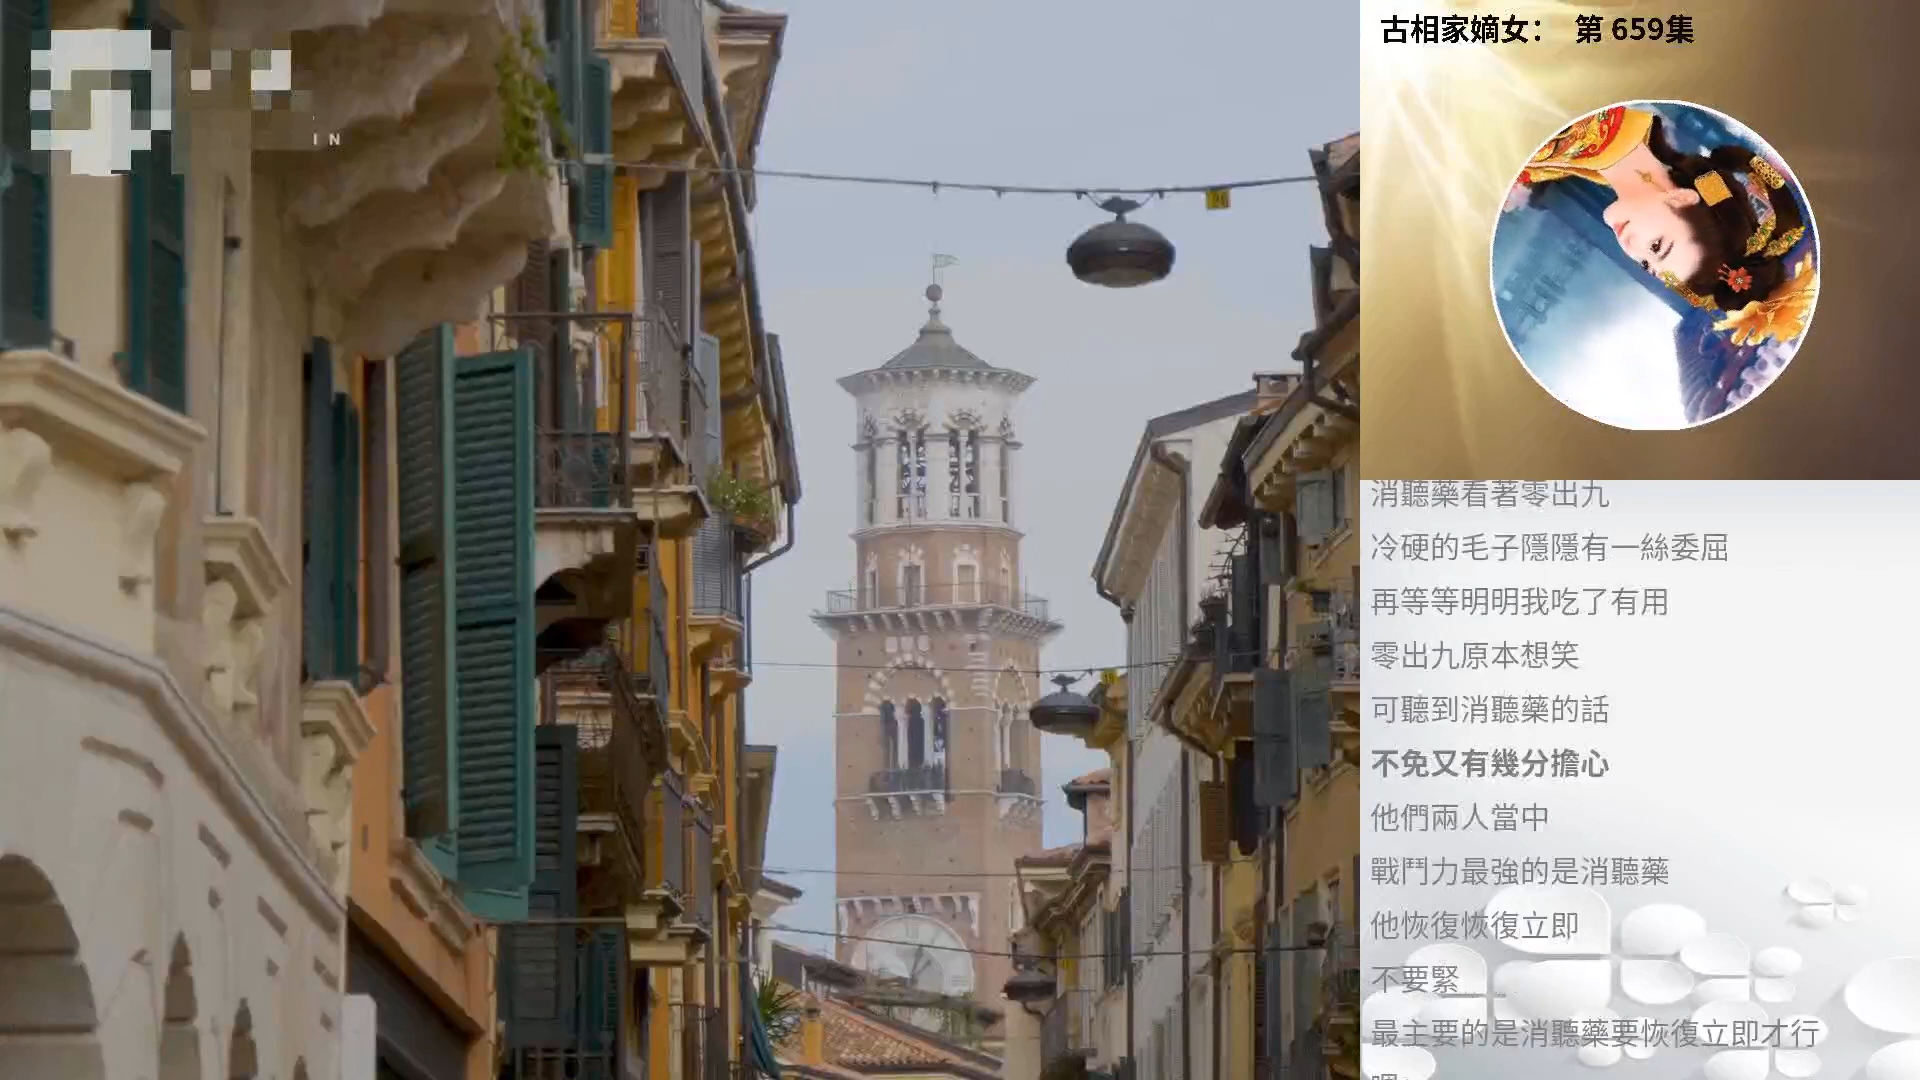 IN
古相家嫡女： 第 659集
消聽藥看著零出九
冷硬的毛子隱隱有一絲委屈
再等等明明我吃了有用
零出九原本想笑
可聽到消聽藥的話
不免又有幾分擔心
他們兩人當中
戰鬥力最強的是消聽藥
他恢復恢復立即
不要緊
最主要的是消聽藥要恢復立即才行